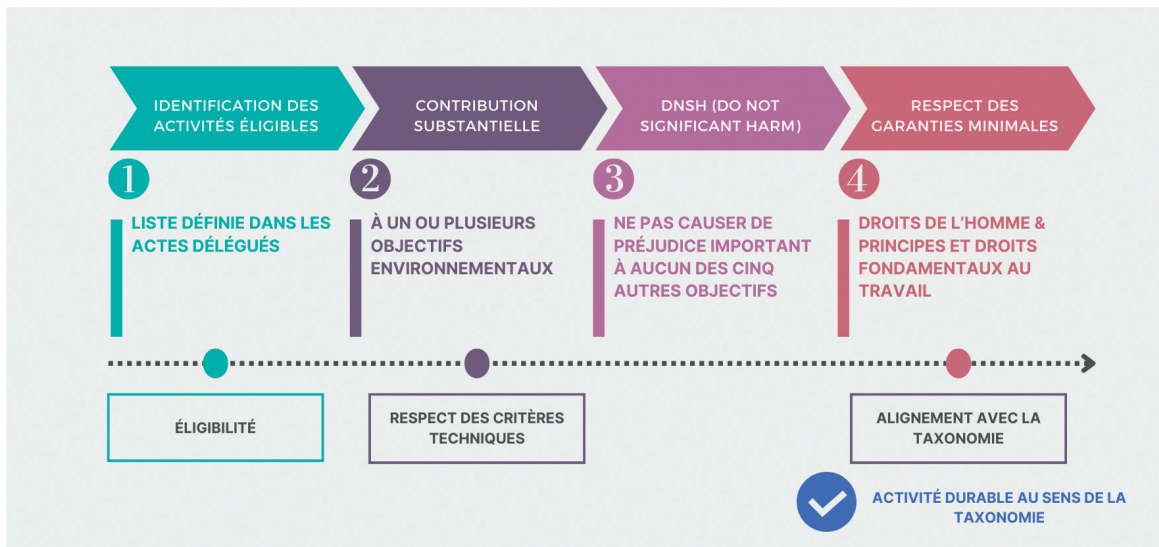 IDENTIFICATION DES
ACTIVITÉS ÉLIGIBLES
CONTRIBUTION
SUBSTANTIELLE
DNSH (DO NOT
SIGNIFICANT HARM)
RESPECT DES
GARANTIES MINIMALES
1
LISTE DÉFINIE DANS LES
ACTES DÉLÉGUÉS
2
À UN OU PLUSIEURS
OBJECTIFS
ENVIRONNEMENTAUX
3
NE PAS CAUSER DE
PRÉJUDICE IMPORTANT
À AUCUN DES CINQ
AUTRES OBJECTIFS
4
DROITS DE L’HOMME &
PRINCIPES ET DROITS
FONDAMENTAUX AU
TRAVAIL
ÉLIGIBILITÉ
RESPECT DES CRITÈRES
TECHNIQUES
ALIGNEMENT AVEC LA
TAXONOMIE
ACTIVITÉ DURABLE AU SENS DE LA
TAXONOMIE